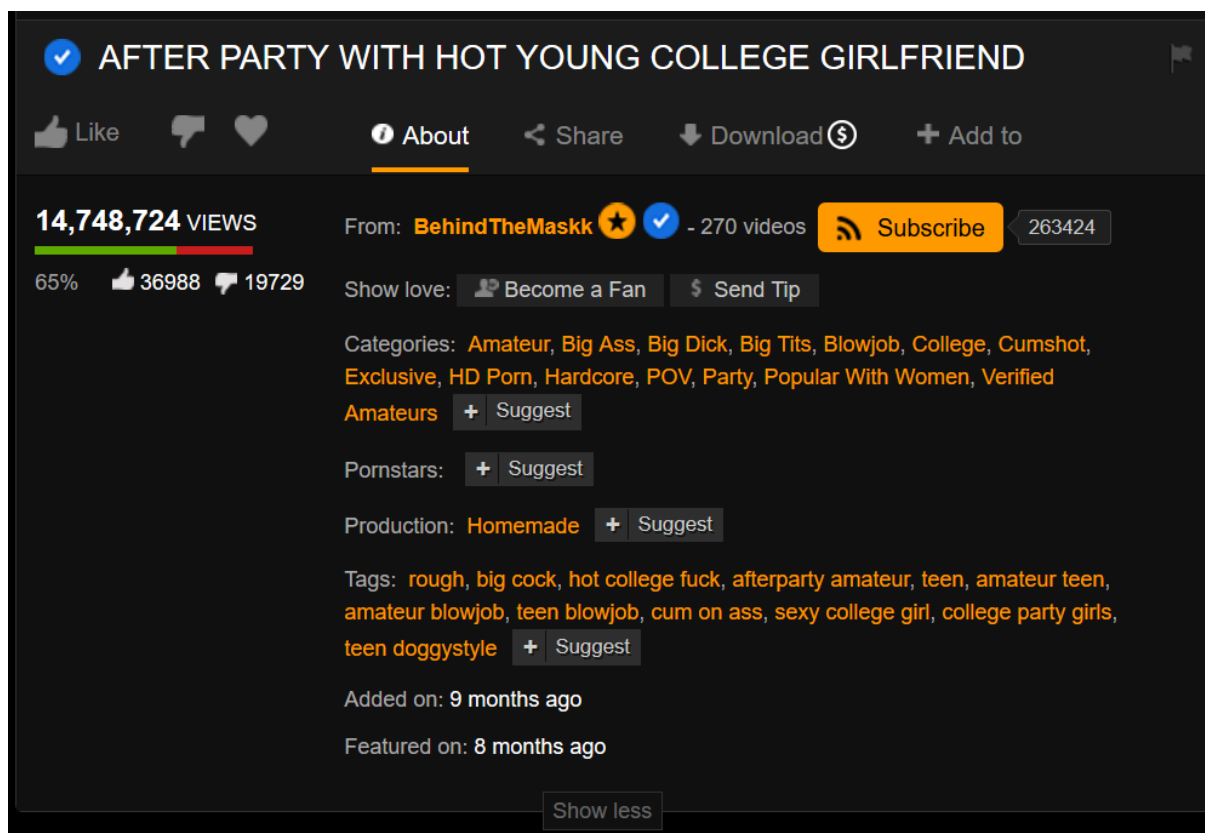 AFTER PARTY WITH HOT YOUNG COLLEGE GIRLFRIEND
Like About Share Download $ Add to
14,748,724 VIEWS
65% 36988 19729
From: BehindTheMaskk - 270 videos Subscribe 263424
Show love: Become a Fan $ Send Tip
Categories: Amateur, Big Ass, Big Dick, Big Tits, Blowjob, College, Cumshot,
Exclusive, HD Porn, Hardcore, POV, Party, Popular With Women, Verified
Amateurs + Suggest
Pornstars: + Suggest
Production: Homemade + Suggest
Tags: rough, big cock, hot college fuck, afterparty amateur, teen, amateur teen,
amateur blowjob, teen blowjob, cum on ass, sexy college girl, college party girls,
teen doggystyle + Suggest
Added on: 9 months ago
Featured on: 8 months ago
Show less